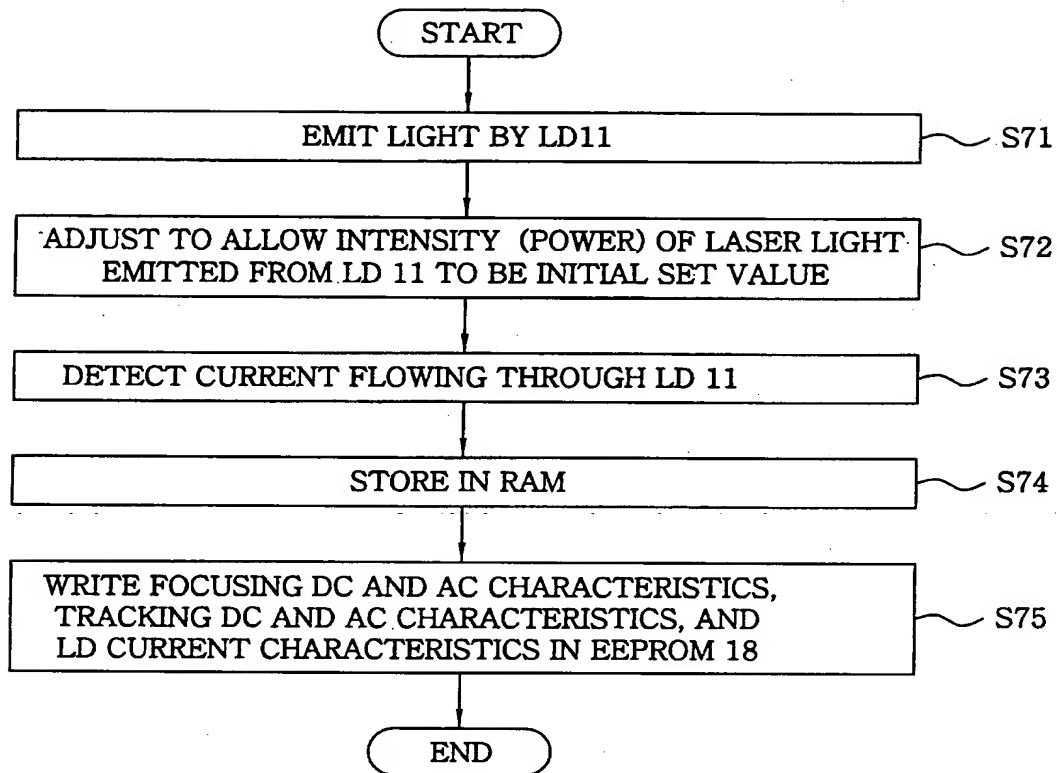 START
EMIT LIGHT BY LD11
S71
ADJUST TO ALLOW INTENSITY (POWER) OF LASER LIGHT
EMITTED FROM LD 11 TO BE INITIAL SET VALUE
S72
DETECT CURRENT FLOWING THROUGH LD 11
S73
STORE IN RAM
S74
WRITE FOCUSING DC AND AC CHARACTERISTICS,
TRACKING DC AND AC CHARACTERISTICS, AND
LD CURRENT CHARACTERISTICS IN EEPROM 18
S75
END